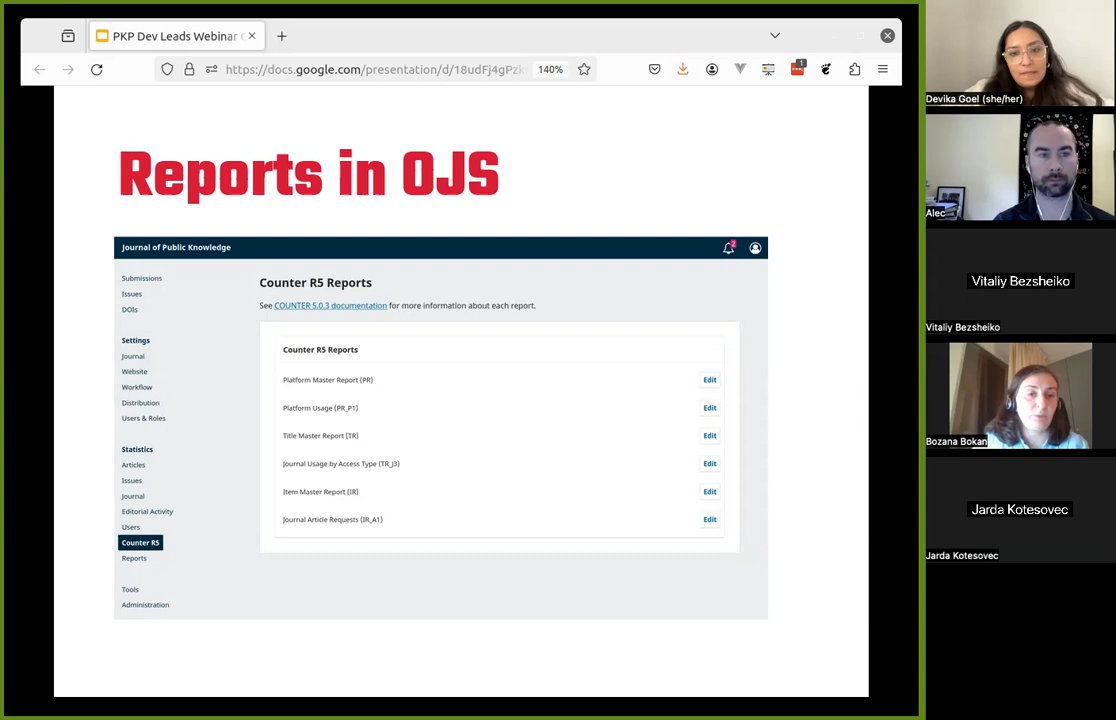 PKP Dev Leads Webinar
https://docs.google.com/presentation/d/18udFj4gPzk
140%
1
Reports in OJS
Journal of Public Knowledge
2
Submissions
Issues
DOIs
Settings
Journal
Website
Workflow
Distribution
Users & Roles
Statistics
Articles
Issues
Journal
Editorial Activity
Users
Counter R5
Reports
Tools
Administration
Counter R5 Reports
See COUNTER 5.0.3 documentation for more information about each report.
Counter R5 Reports
Platform Master Report (PR) Edit
Platform Usage (PR_P1) Edit
Title Master Report (TR) Edit
Journal Usage by Access Type (TR_J3) Edit
Item Master Report (IR) Edit
Journal Article Requests (IR_A1) Edit
Devika Goel (she/her)
Alec
Vitaliy Bezsheiko
Vitaliy Bezsheiko
Bozana Bokan
Jarda Kotesovec
Jarda Kotesovec